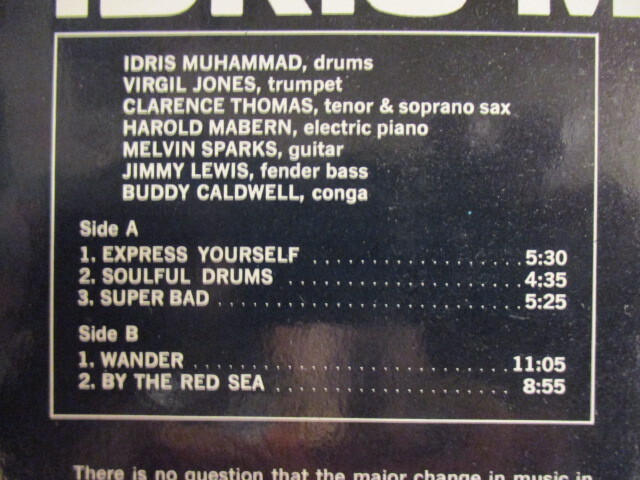 IDRIS M
IDRIS MUHAMMAD, drums
VIRGIL JONES, trumpet
CLARENCE THOMAS, tenor & soprano sax
HAROLD MABERN, electric piano
MELVIN SPARKS, guitar
JIMMY LEWIS, fender bass
BUDDY CALDWELL, conga
Side A
1. EXPRESS YOURSELF ..................... 5:30
2. SOULFUL DRUMS ........................ 4:35
3. SUPER BAD ............................ 5:25
Side B
1. WANDER ............................... 11:05
2. BY THE RED SEA ....................... 8:55
There is no question that the major change in music in